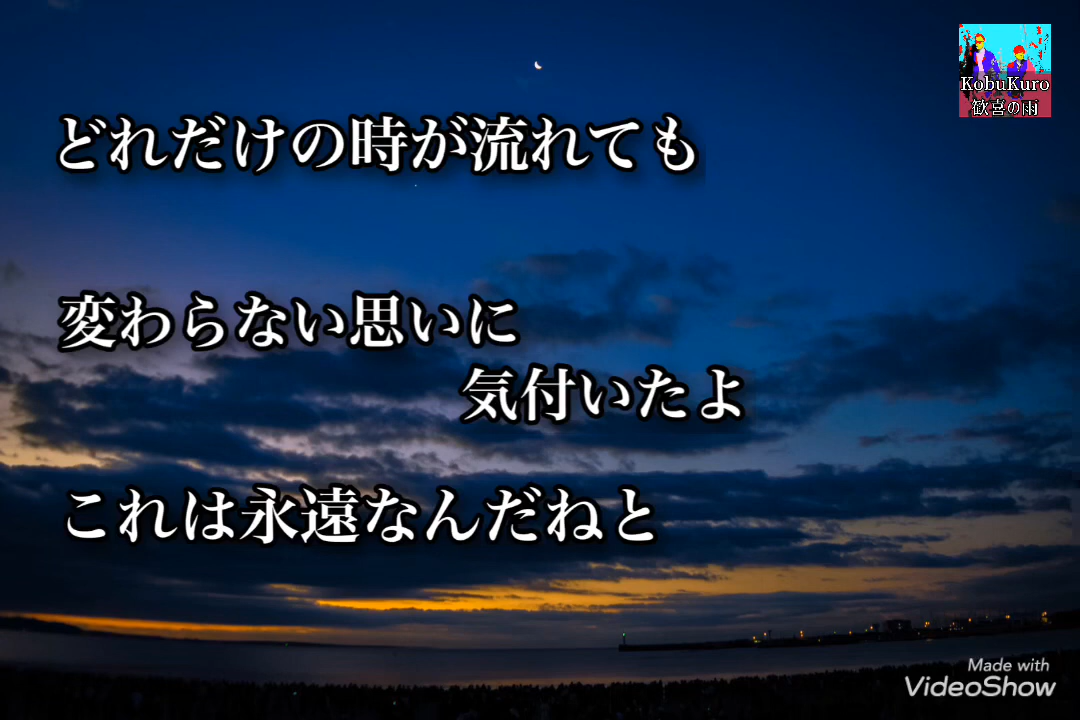 KobuKuro
歓喜の雨
どれだけの時が流れても
変わらない思いに
気付いたよ
これは永遠なんだねと
Made with
VideoShow